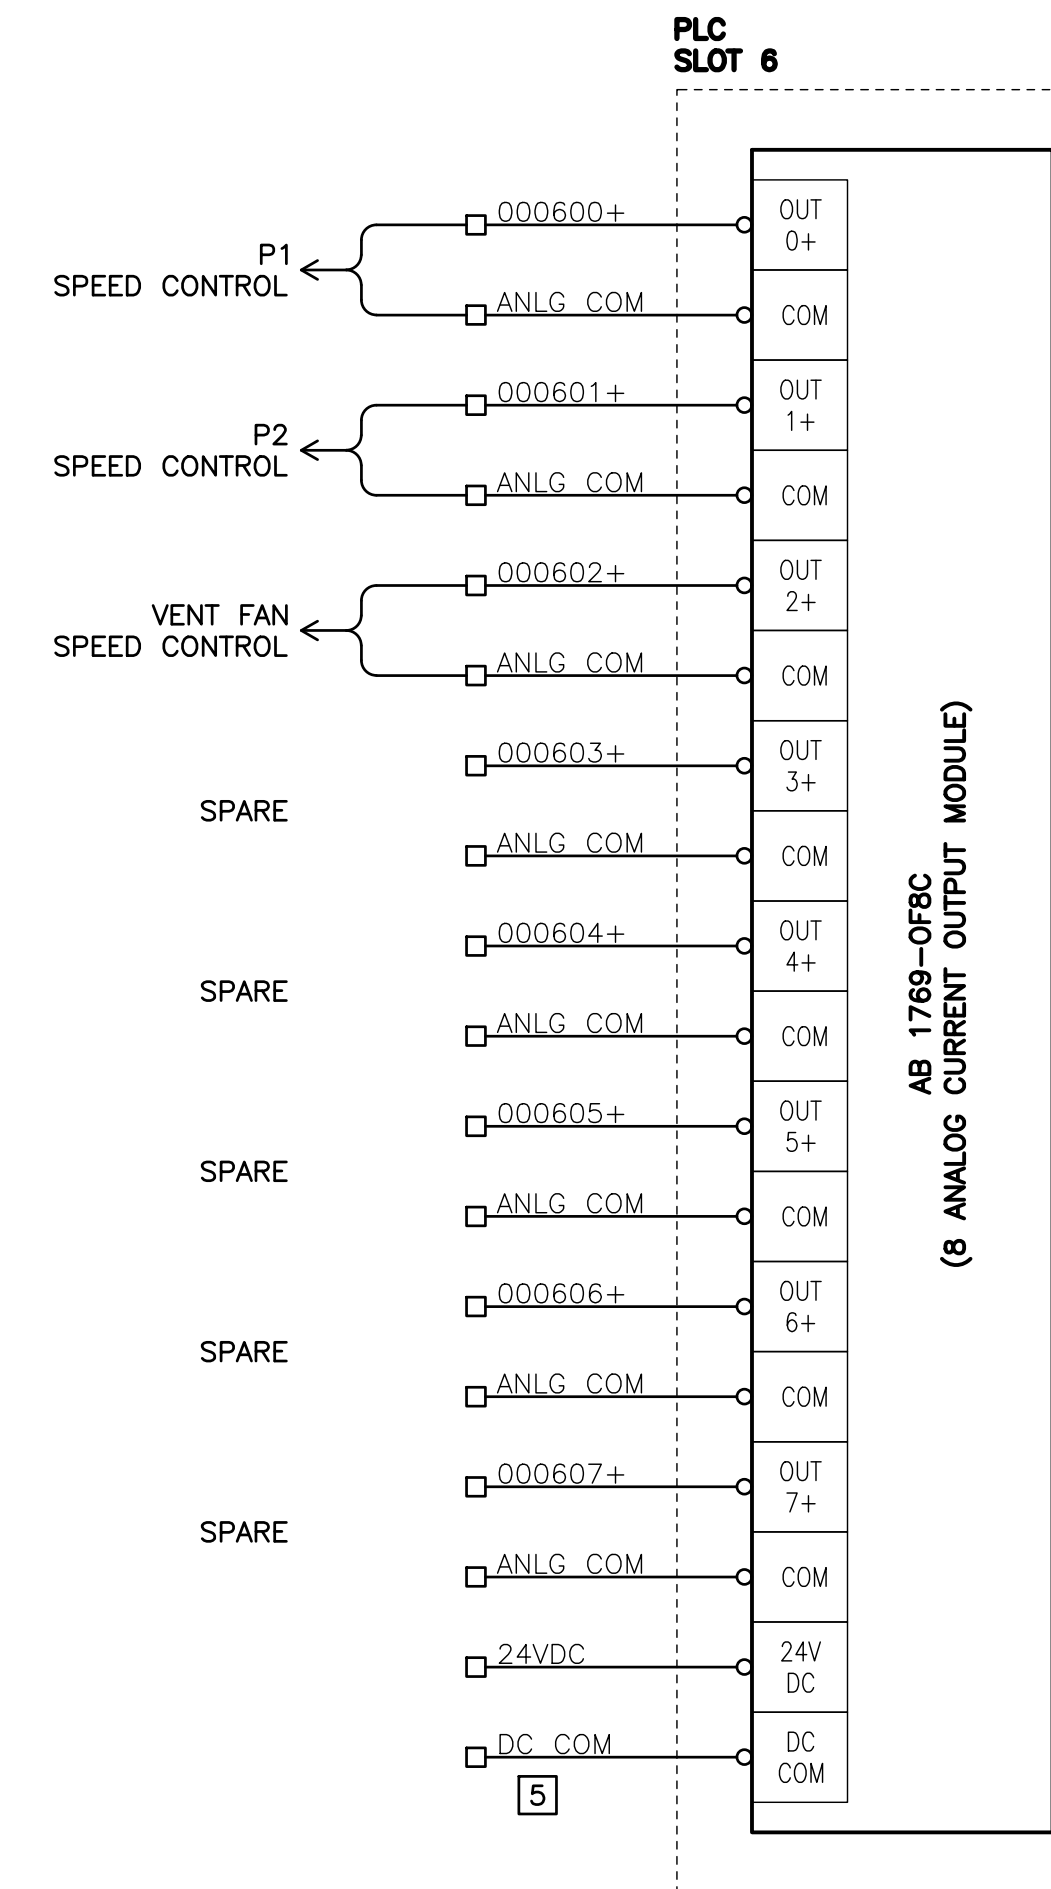 PLC
SLOT 6
000600+
OUT
0+
P1
SPEED CONTROL
ANLG COM
COM
000601+
OUT
1+
P2
SPEED CONTROL
ANLG COM
COM
000602+
OUT
2+
VENT FAN
SPEED CONTROL
ANLG COM
COM
000603+
OUT
3+
SPARE
ANLG COM
COM
000604+
OUT
4+
SPARE
ANLG COM
COM
000605+
OUT
5+
SPARE
ANLG COM
COM
000606+
OUT
6+
SPARE
ANLG COM
COM
000607+
OUT
7+
SPARE
ANLG COM
COM
24VDC
24V
DC
DC COM
DC
COM
5
AB 1769-OF8C
(8 ANALOG CURRENT OUTPUT MODULE)